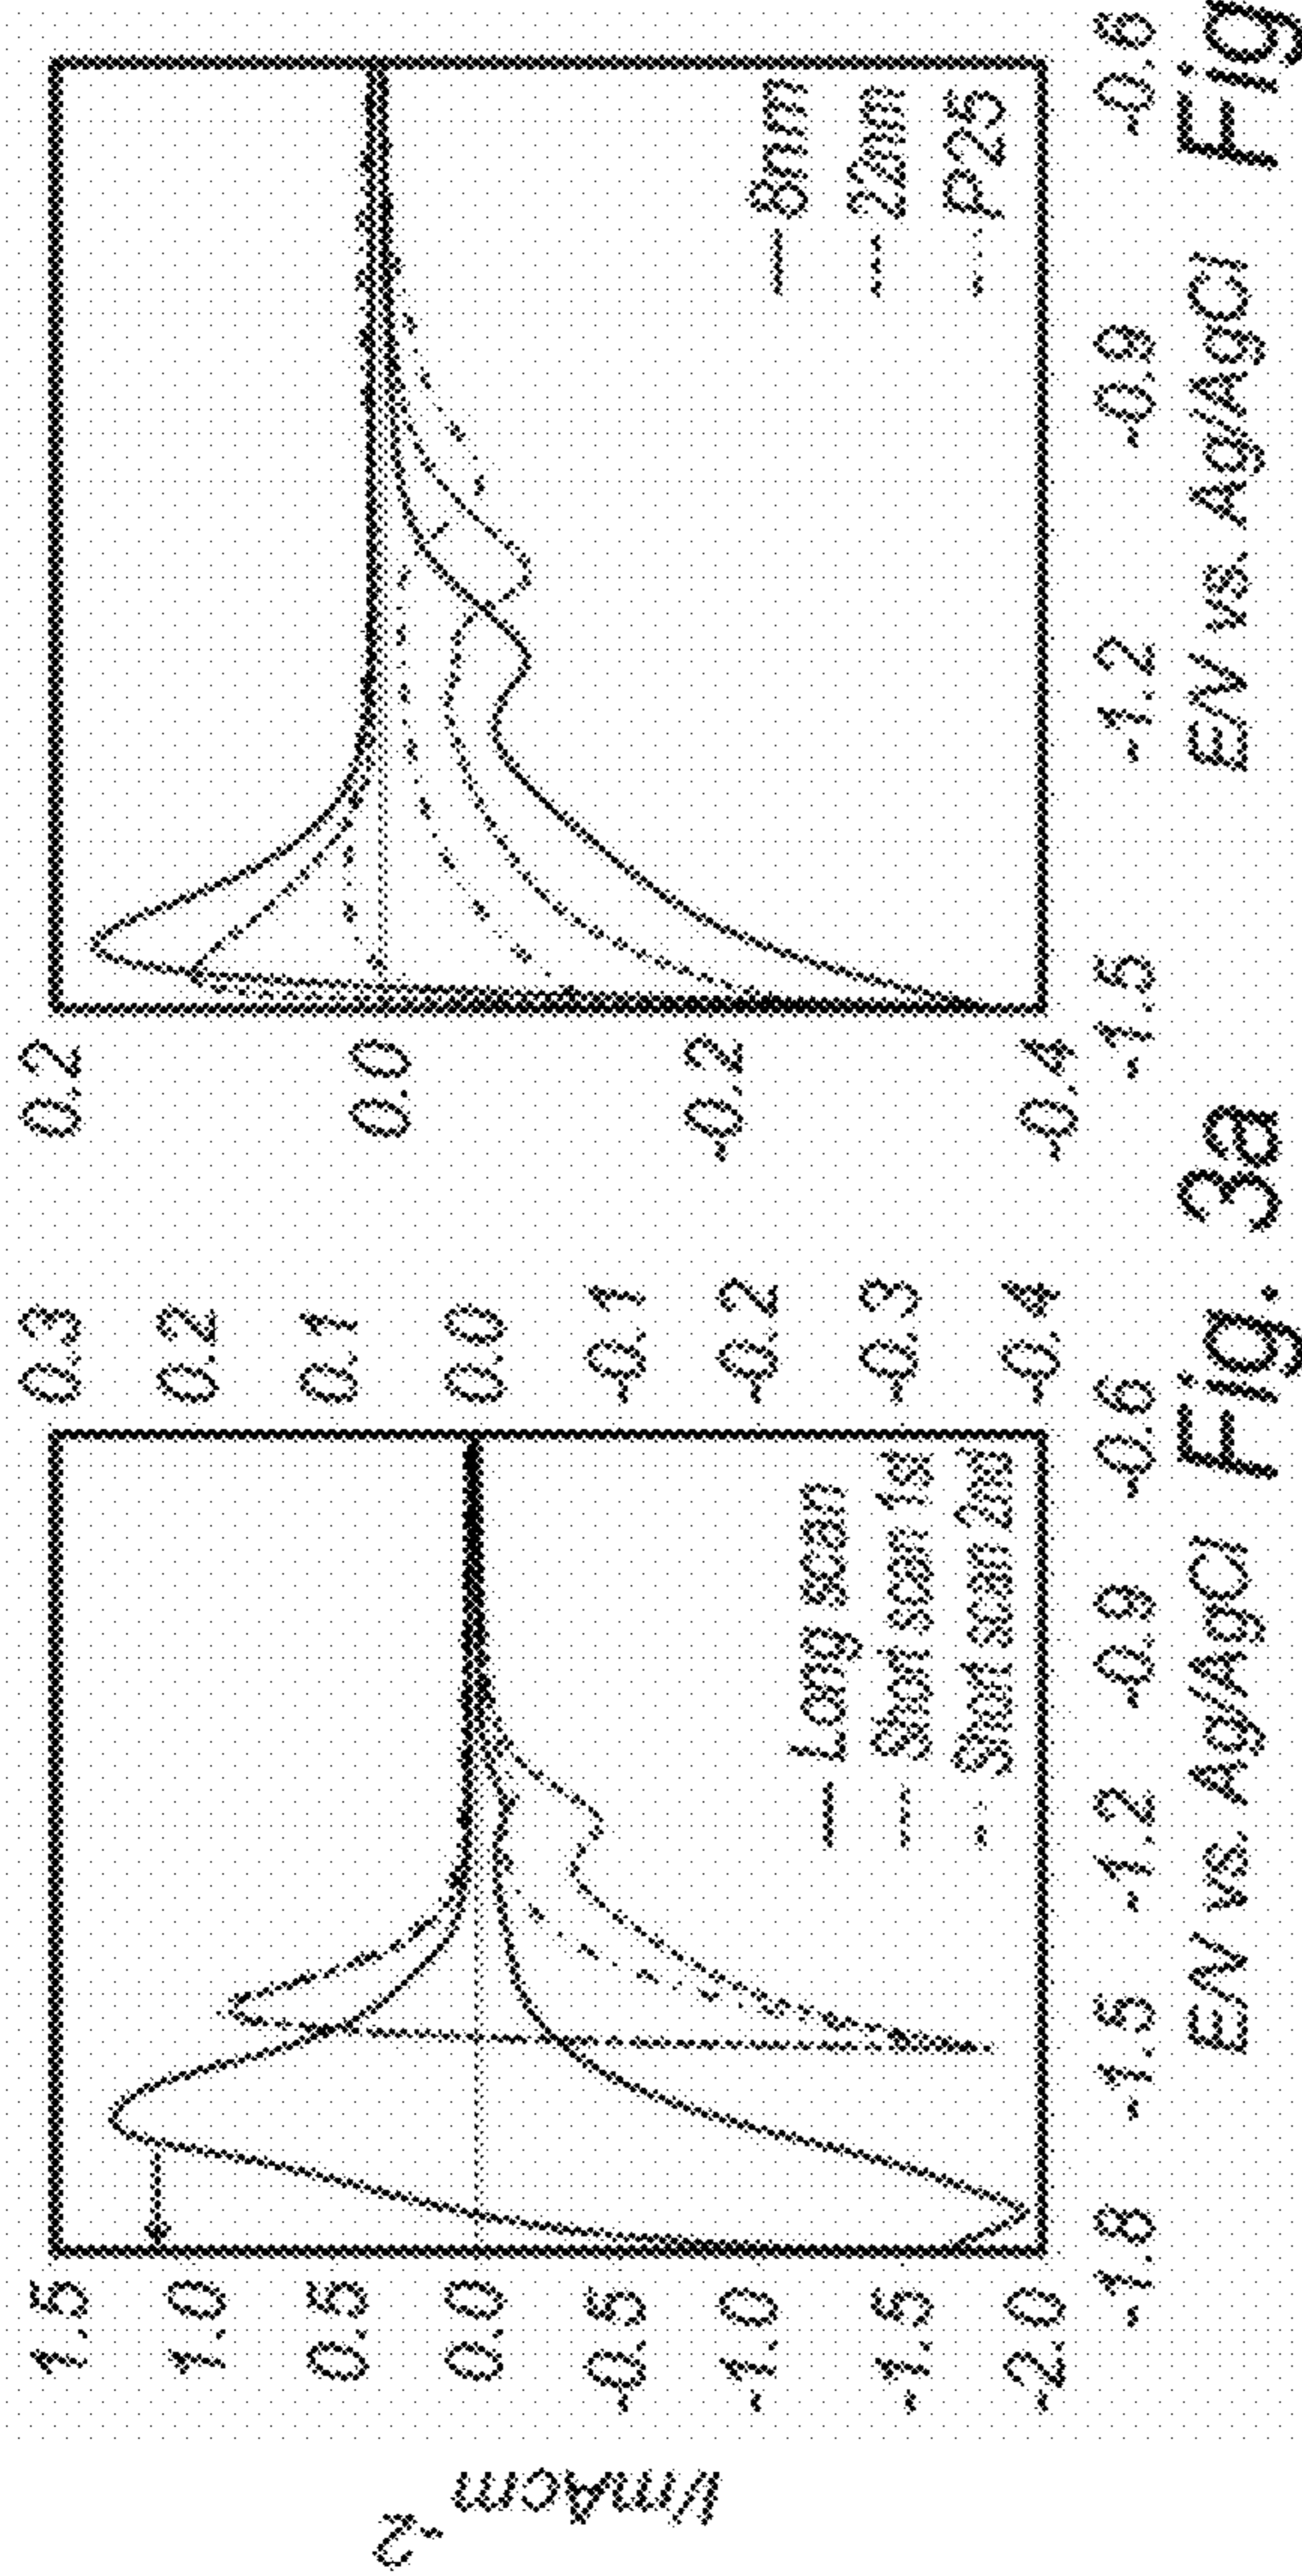 I/mAcm-2
1.5
1.0
0.5
0.0
-0.5
-1.0
-1.5
-2.0
0.3
0.2
0.1
0.0
-0.1
-0.2
-0.3
-0.4
Long scan
Short scan 1st
Short scan 2nd
-1.8 -1.5 -1.2 -0.9 -0.6
E/V vs. Ag/AgCl
Fig. 3a
0.2
0.0
-0.2
-0.4
8nm
22nm
P25
-1.5 -1.2 -0.9 -0.6
E/V vs. Ag/AgCl
Fig